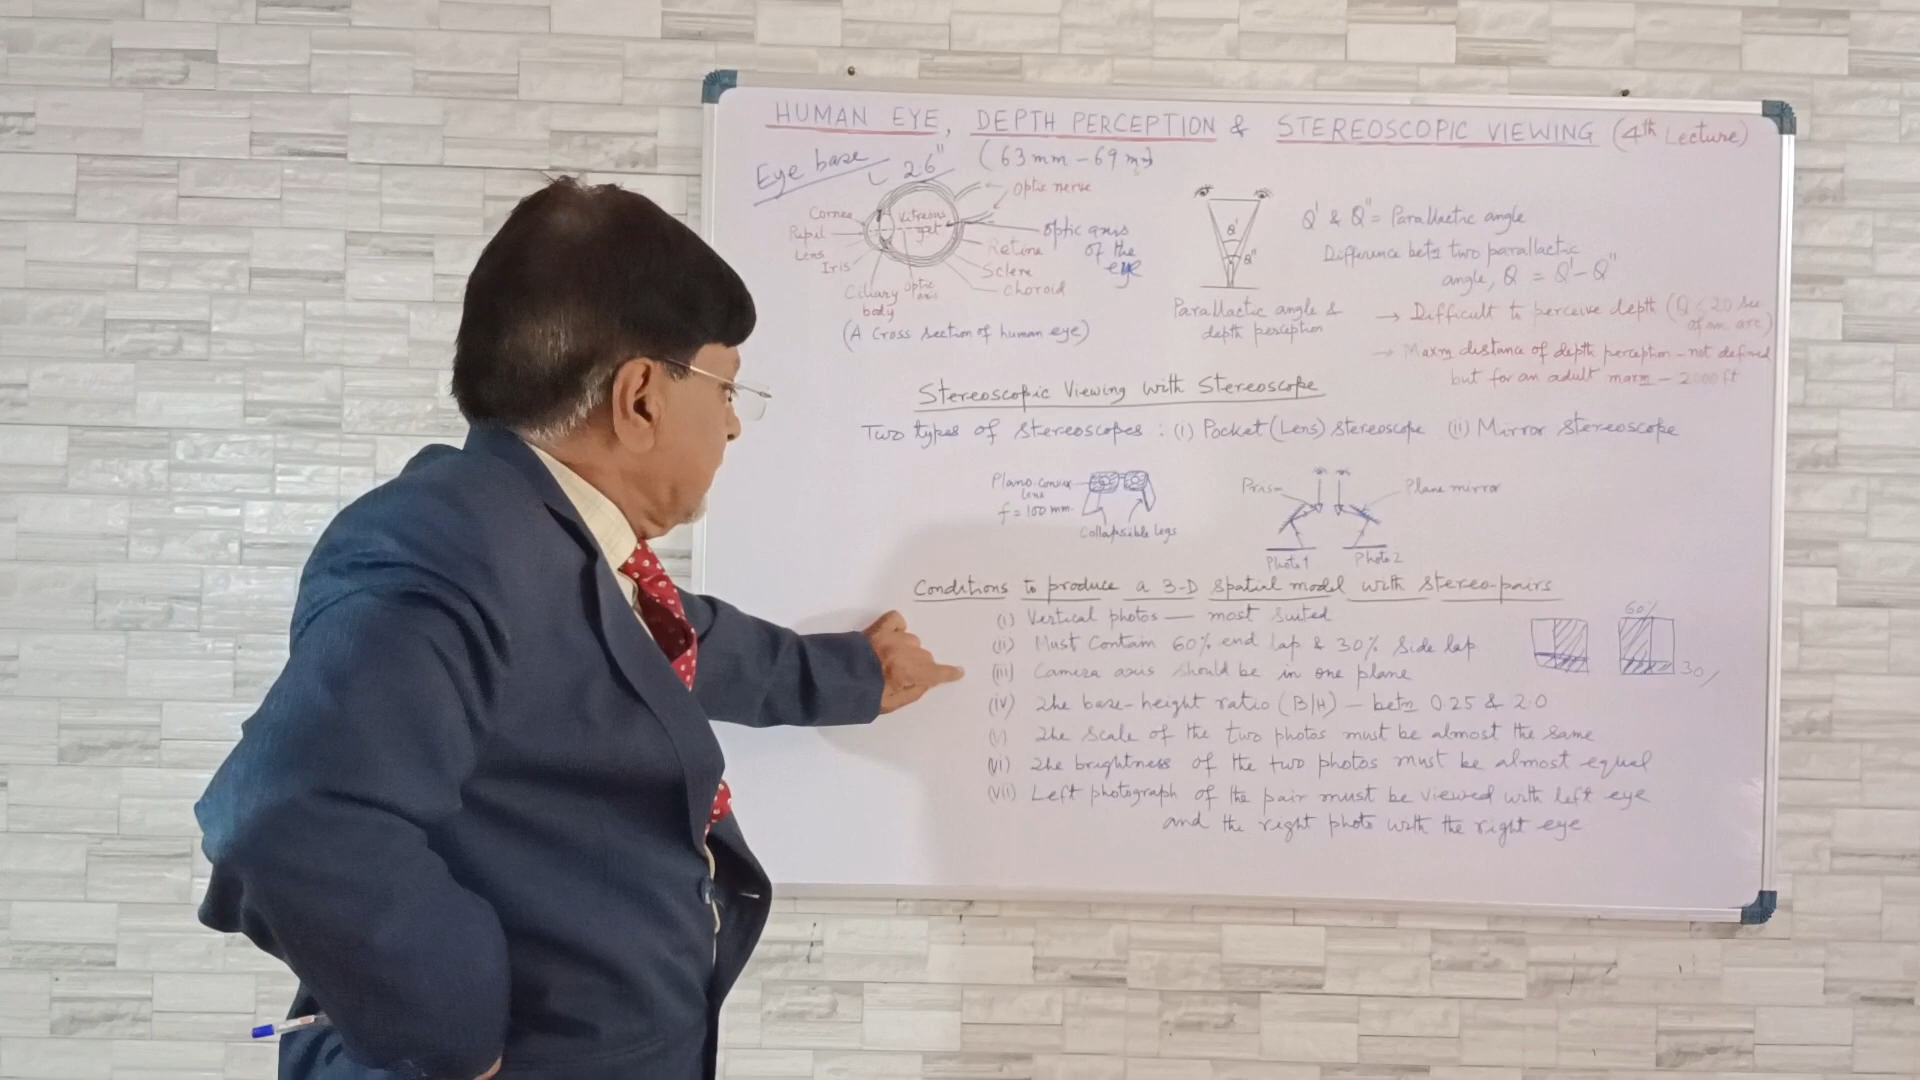 HUMAN EYE, DEPTH PERCEPTION & STEREOSCOPIC VIEWING (4th Lecture)
Eye base 2.6" (63 mm - 69 mm)
Optic nerve
Cornea
Pupil
Lens
Iris
Vitreous
gel
optic axis
of the
eye
Retina
Sclera
Choroid
Ciliary
body
optic
axis
(A Cross section of human eye)
Q'
Q"
Parallactic angle &
depth perception
Q' & Q" = Parallactic angle
Difference betn two parallactic
angle, Q = Q' - Q"
→ Difficult to perceive depth (Q < 20 sec
of an arc)
→ Maxm distance of depth perception - not defined
but for an adult maxm - 2000 ft
Stereoscopic Viewing with Stereoscope
Two types of stereoscopes : (i) Pocket (Lens) stereoscope (ii) Mirror stereoscope
Plano-convex
lens
f = 100 mm.
Collapsible legs
Prism
Plane mirror
Photo 1
Photo 2
Conditions to produce a 3-D spatial model with stereo-pairs
(i) Vertical photos — most suited
(ii) Must contain 60% end lap & 30% side lap
(iii) Camera axis should be in one plane
(iv) The base-height ratio (B/H) - betn 0.25 & 2.0
(v) The scale of the two photos must be almost the same
(vi) The brightness of the two photos must be almost equal
(vii) Left photograph of the pair must be viewed with left eye
and the right photo with the right eye
60%
30%